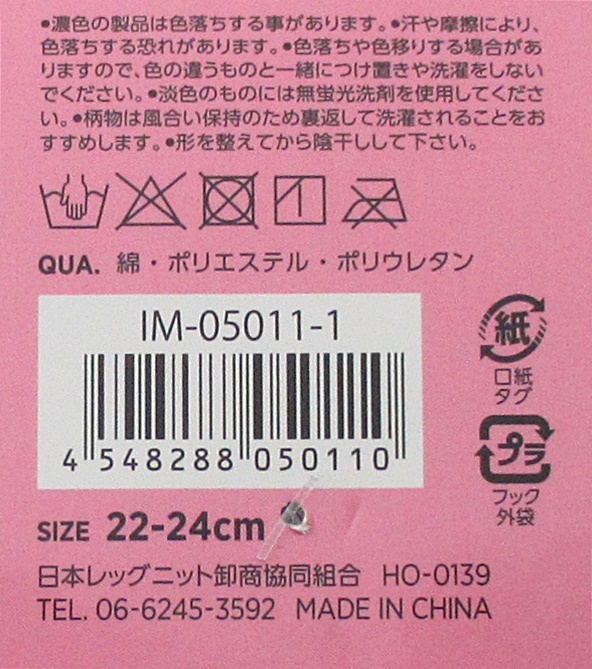 ●濃色の製品は色落ちする事があります。●汗や摩擦により、
色落ちする恐れがあります。●色落ちや色移りする場合があ
りますので、色の違うものと一緒につけ置きや洗濯をしない
でください。●淡色のものには無蛍光洗剤を使用してくださ
い。●柄物は風合い保持のため裏返して洗濯されることをお
すすめします。●形を整えてから陰干しして下さい。
QUA. 綿・ポリエステル・ポリウレタン
IM-05011-1
4 548288 050110
紙
口紙
タグ
プラ
フック
外袋
SIZE 22-24cm
日本レッグニット卸商協同組合 HO-0139
TEL. 06-6245-3592 MADE IN CHINA